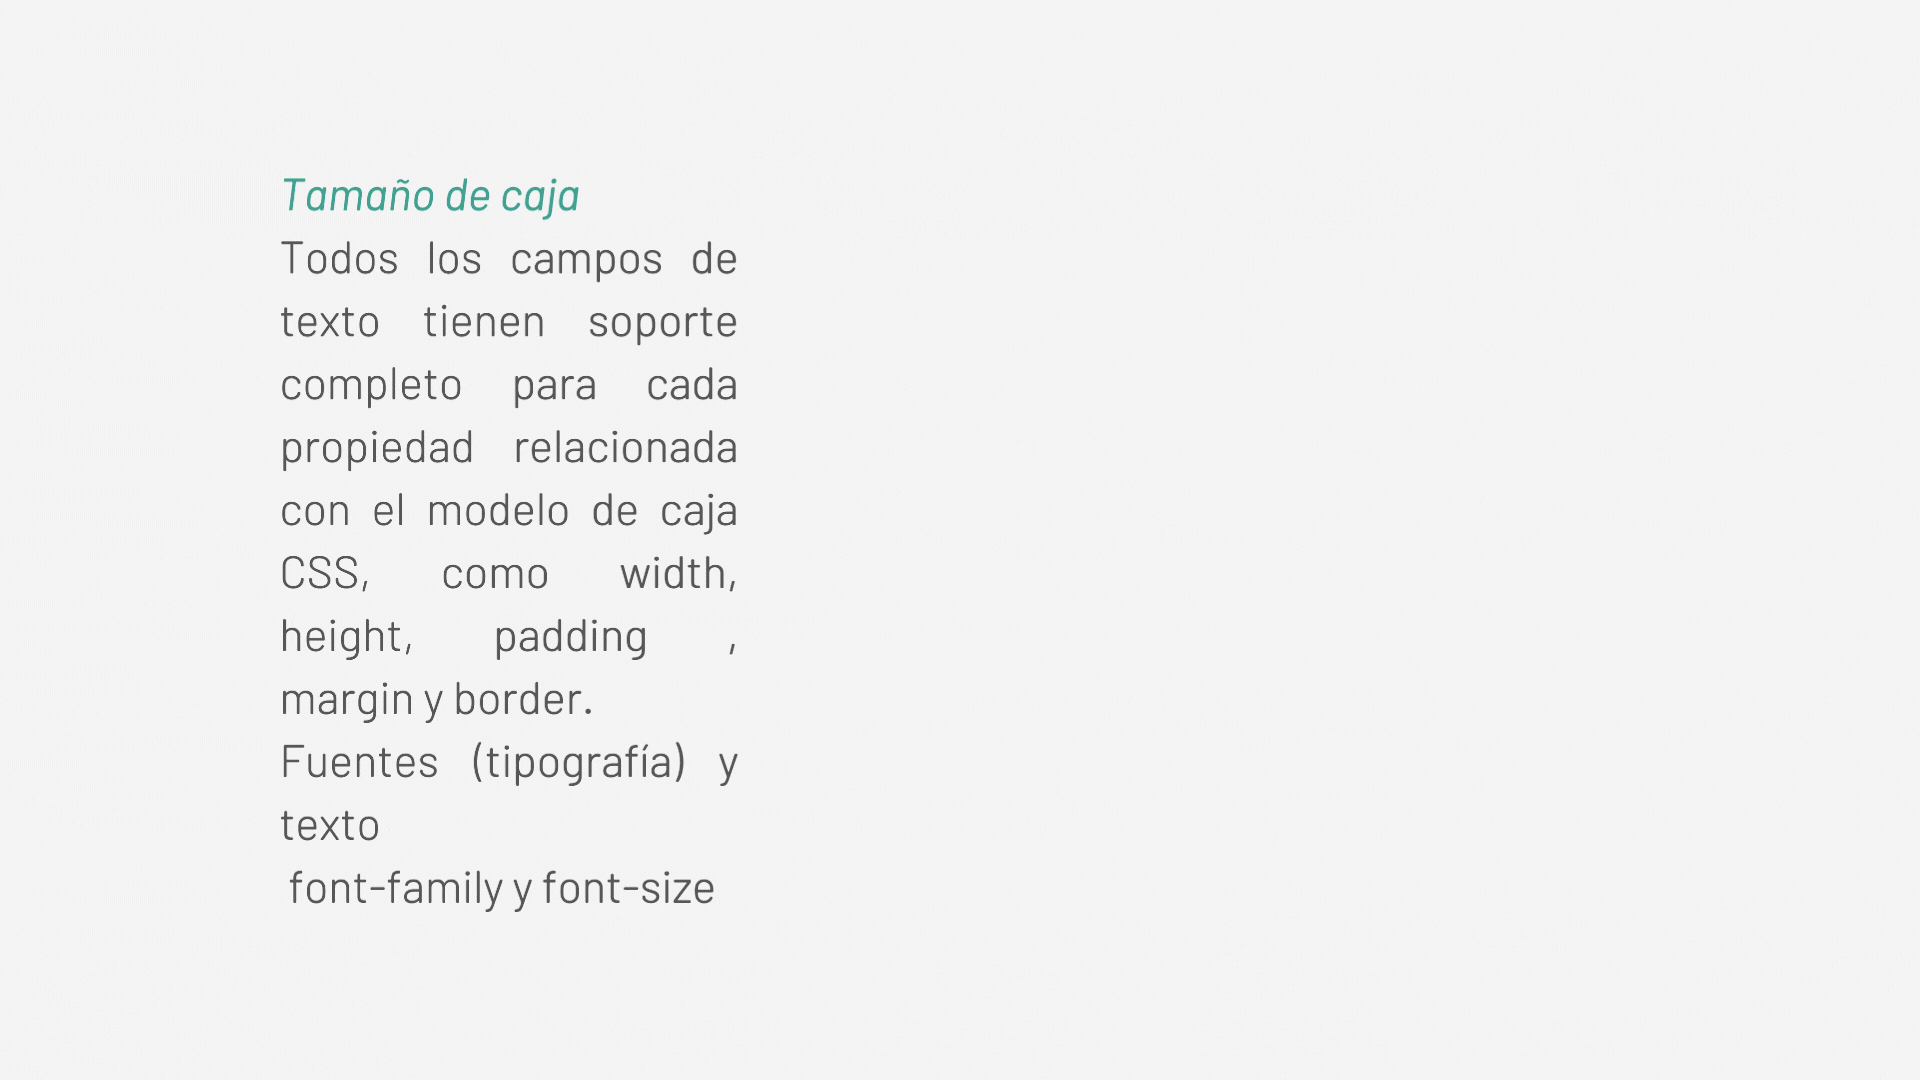 Tamaño de caja
Todos los campos de
texto tienen soporte
completo para cada
propiedad relacionada
con el modelo de caja
CSS, como width,
height, padding ,
margin y border.
Fuentes (tipografía) y
texto
font-family y font-size